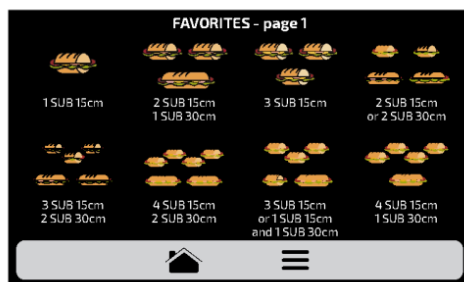 FAVORITES - page 1
1 SUB 15cm
2 SUB 15cm
1 SUB 30cm
3 SUB 15cm
2 SUB 15cm
or 2 SUB 30cm
3 SUB 15cm
2 SUB 30cm
4 SUB 15cm
2 SUB 30cm
3 SUB 15cm
or 1 SUB 15cm
and 1 SUB 30cm
4 SUB 15cm
1 SUB 30cm